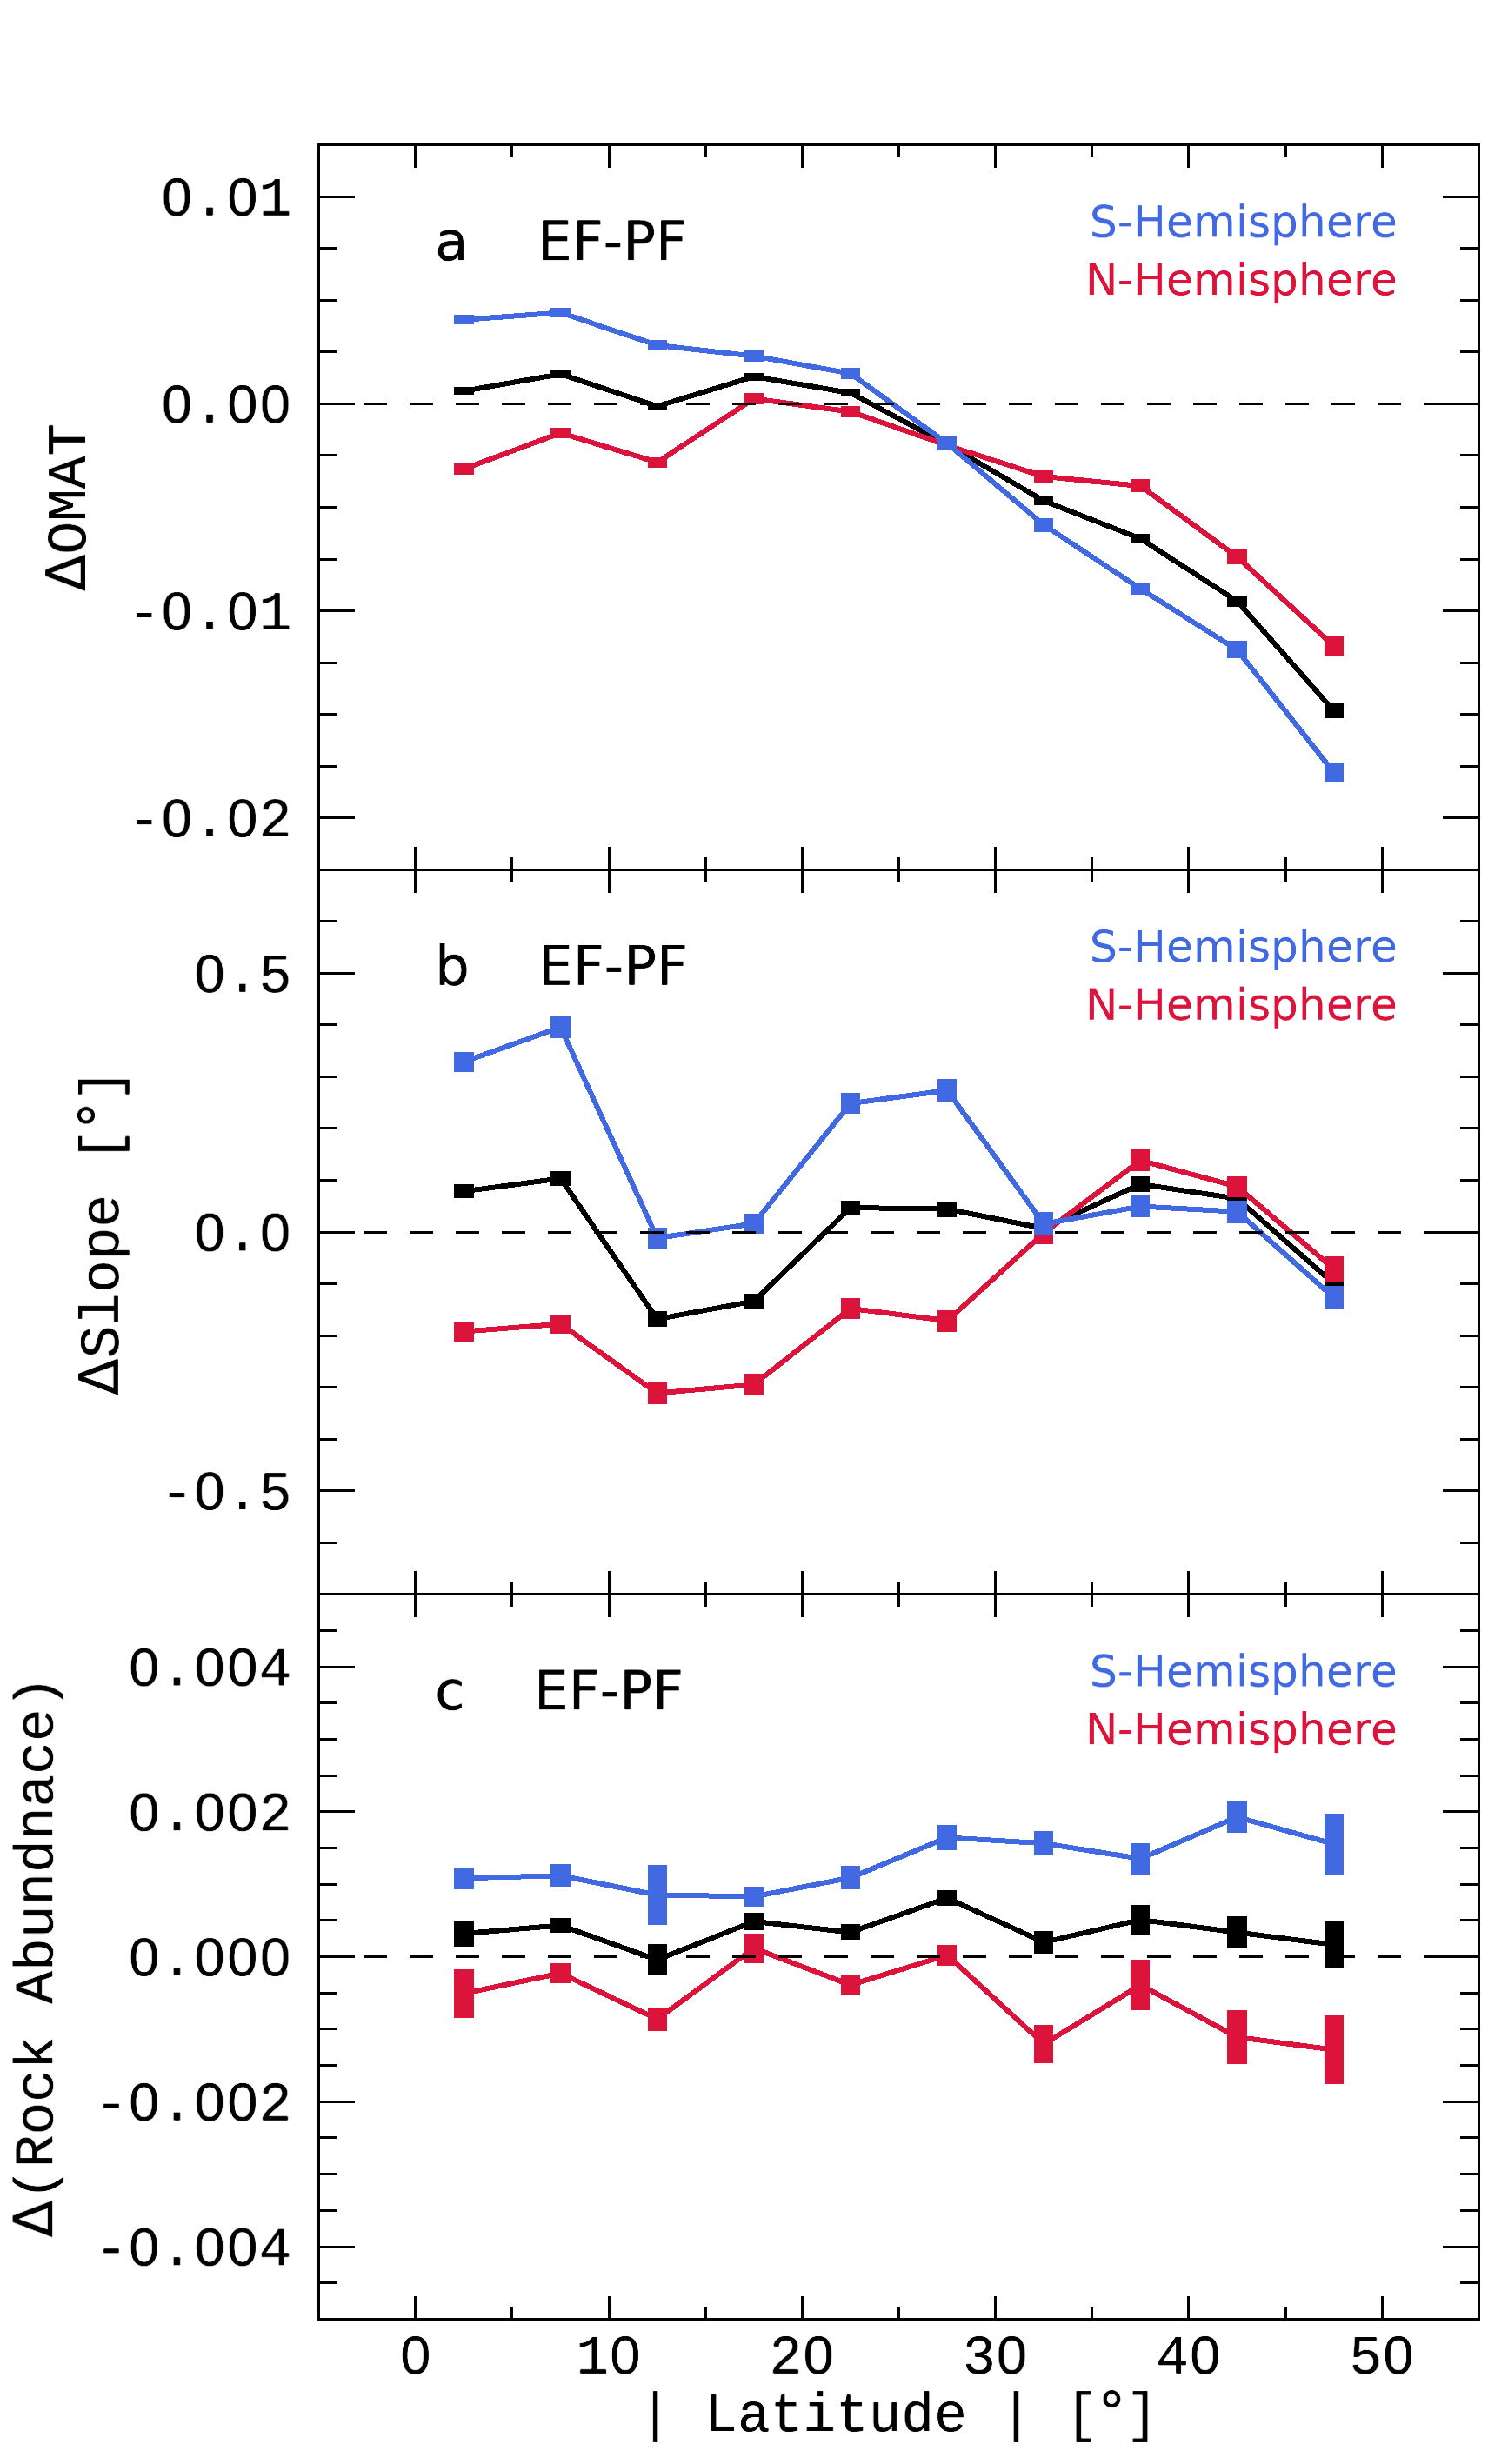 0.01
0.00
-0.01
-0.02
ΔOMAT
a EF-PF
S-Hemisphere
N-Hemisphere
0.5
0.0
-0.5
ΔSlope [°]
b EF-PF
S-Hemisphere
N-Hemisphere
0.004
0.002
0.000
-0.002
-0.004
Δ(Rock Abundnace)
c EF-PF
S-Hemisphere
N-Hemisphere
0 10 20 30 40 50
| Latitude | [°]